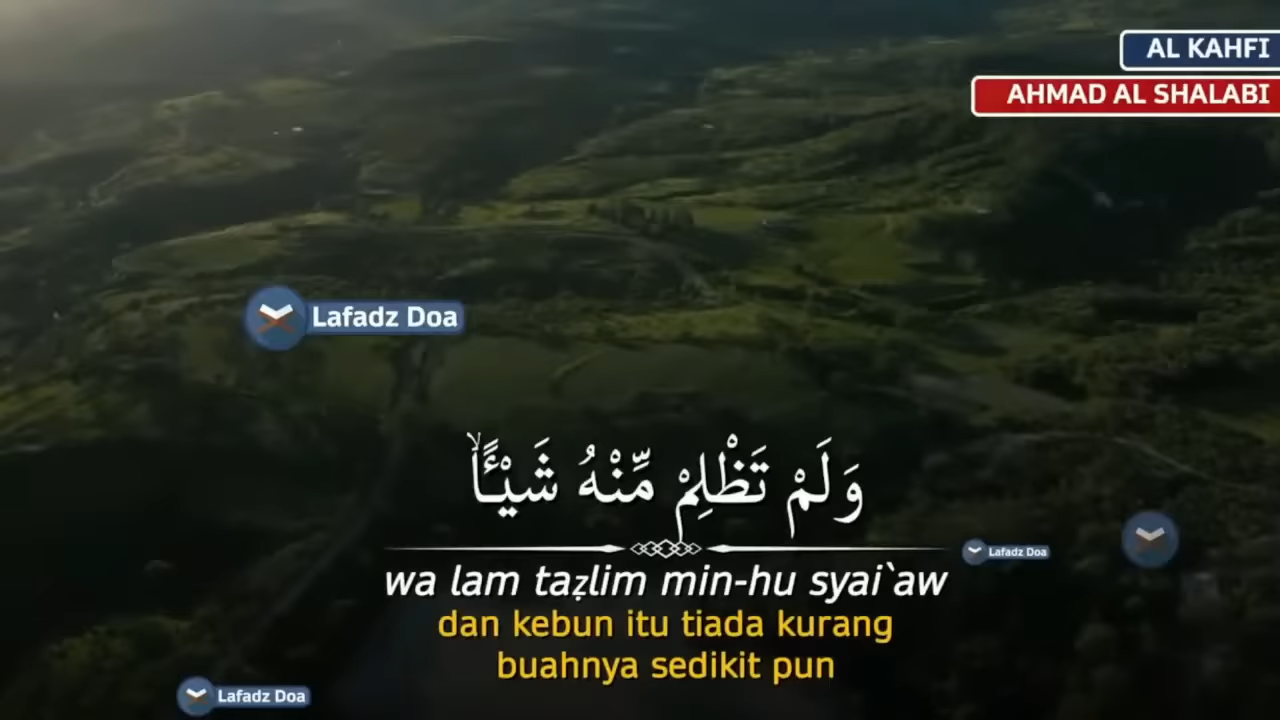 AL KAHFI
AHMAD AL SHALABI
Lafadz Doa
وَلَمْ تَظْلِمْ مِّنْهُ شَيْـًٔاۙ
Lafadz Doa
wa lam taẓlim min-hu syai`aw
dan kebun itu tiada kurang
buahnya sedikit pun
Lafadz Doa